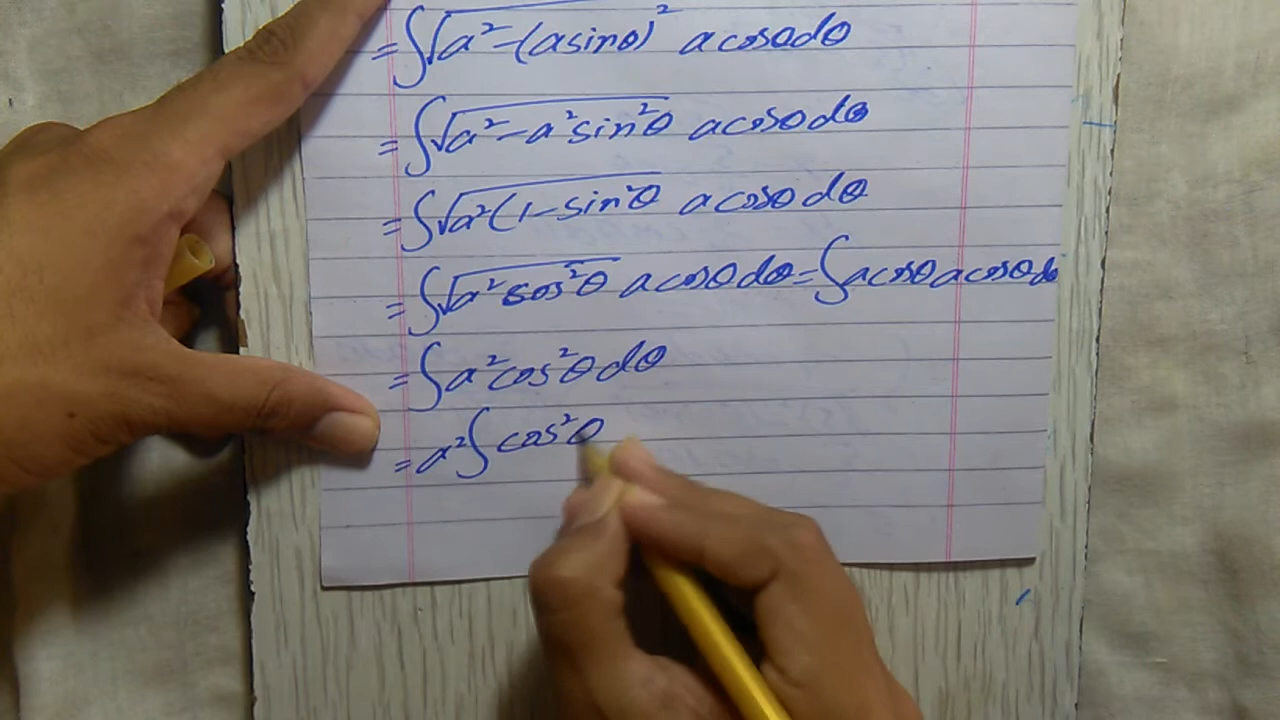 = ∫√a²-(asinθ)² acosθdθ
= ∫√a²-a²sin²θ acosθdθ
= ∫√a²(1-sin²θ acosθdθ
= ∫√a²cos²θ acosθdθ = ∫acosθacosθdθ
= ∫a²cos²θdθ
= a²∫cos²θ